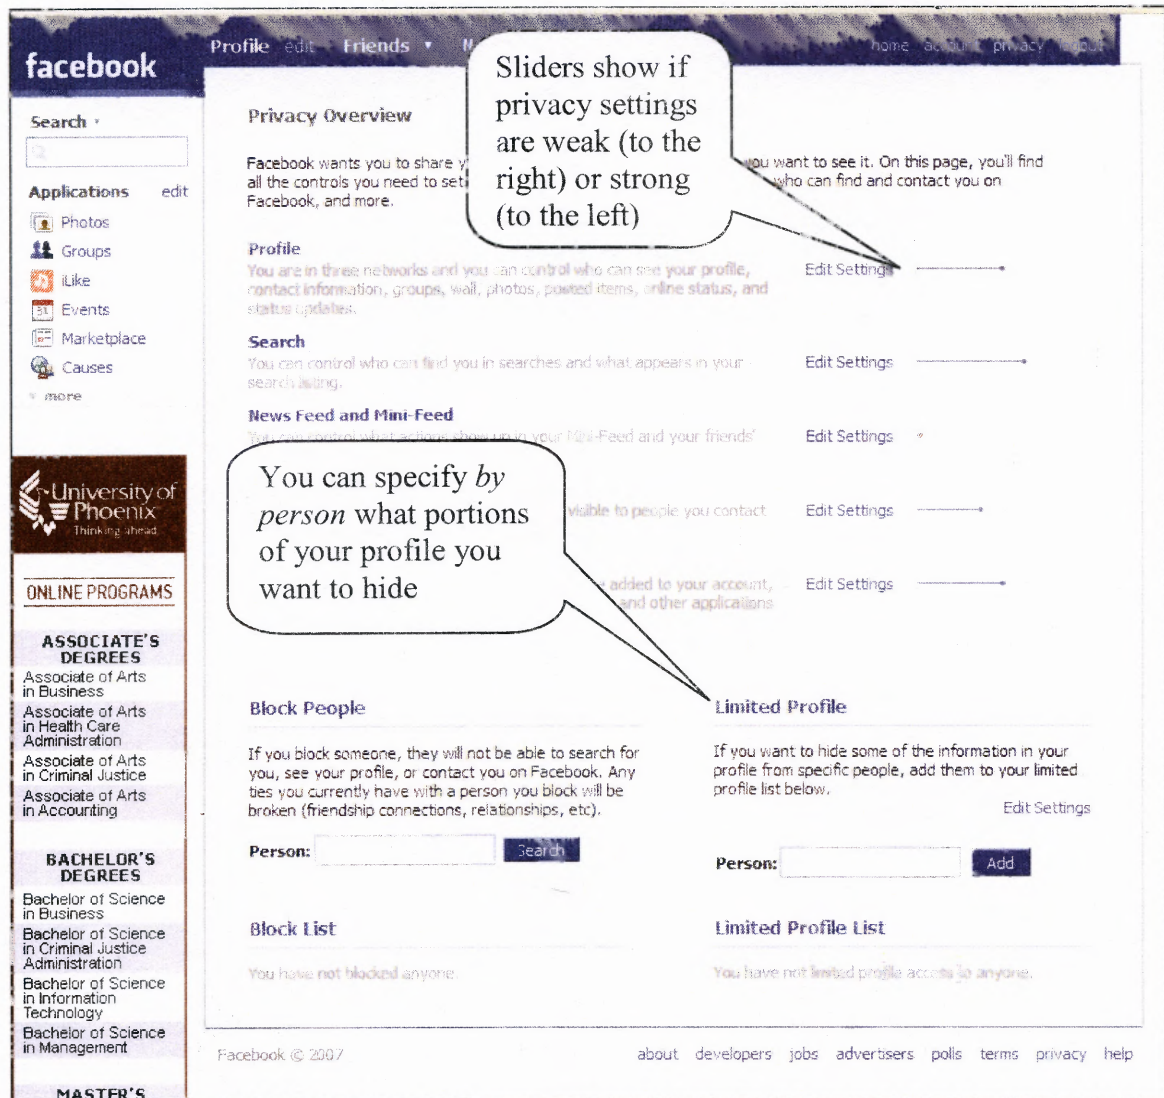 facebook
Profile edit Friends N
home account privacy logout
Sliders show if
privacy settings
are weak (to the
right) or strong
(to the left)
Search
Applications edit
Photos
Groups
iLike
31 Events
Marketplace
Causes
more
Privacy Overview
Facebook wants you to share y you want to see it. On this page, you'll find
all the controls you need to set who can find and contact you on
Facebook, and more.
Profile
You are in three networks and you can control who can see your profile,
contact information, groups, wall, photos, posted items, online status, and
status updates.
Edit Settings
Search
You can control who can find you in searches and what appears in your
search listing.
Edit Settings
News Feed and Mini-Feed
You can control what actions show up in your Mini-Feed and your friends'
Edit Settings
You can specify by
person what portions
of your profile you
want to hide
visible to people you contact
Edit Settings
added to your account,
and other applications
Edit Settings
Block People
If you block someone, they will not be able to search for
you, see your profile, or contact you on Facebook. Any
ties you currently have with a person you block will be
broken (friendship connections, relationships, etc).
Person: Search
Limited Profile
If you want to hide some of the information in your
profile from specific people, add them to your limited
profile list below.
Edit Settings
Person: Add
Block List
You have not blocked anyone.
Limited Profile List
You have not limited profile access to anyone.
University of
Phoenix
Thinking ahead
ONLINE PROGRAMS
ASSOCIATE'S
DEGREES
Associate of Arts
in Business
Associate of Arts
in Health Care
Administration
Associate of Arts
in Criminal Justice
Associate of Arts
in Accounting
BACHELOR'S
DEGREES
Bachelor of Science
in Business
Bachelor of Science
in Criminal Justice
Administration
Bachelor of Science
in Information
Technology
Bachelor of Science
in Management
MASTER'S
Facebook © 2007
about developers jobs advertisers polls terms privacy help